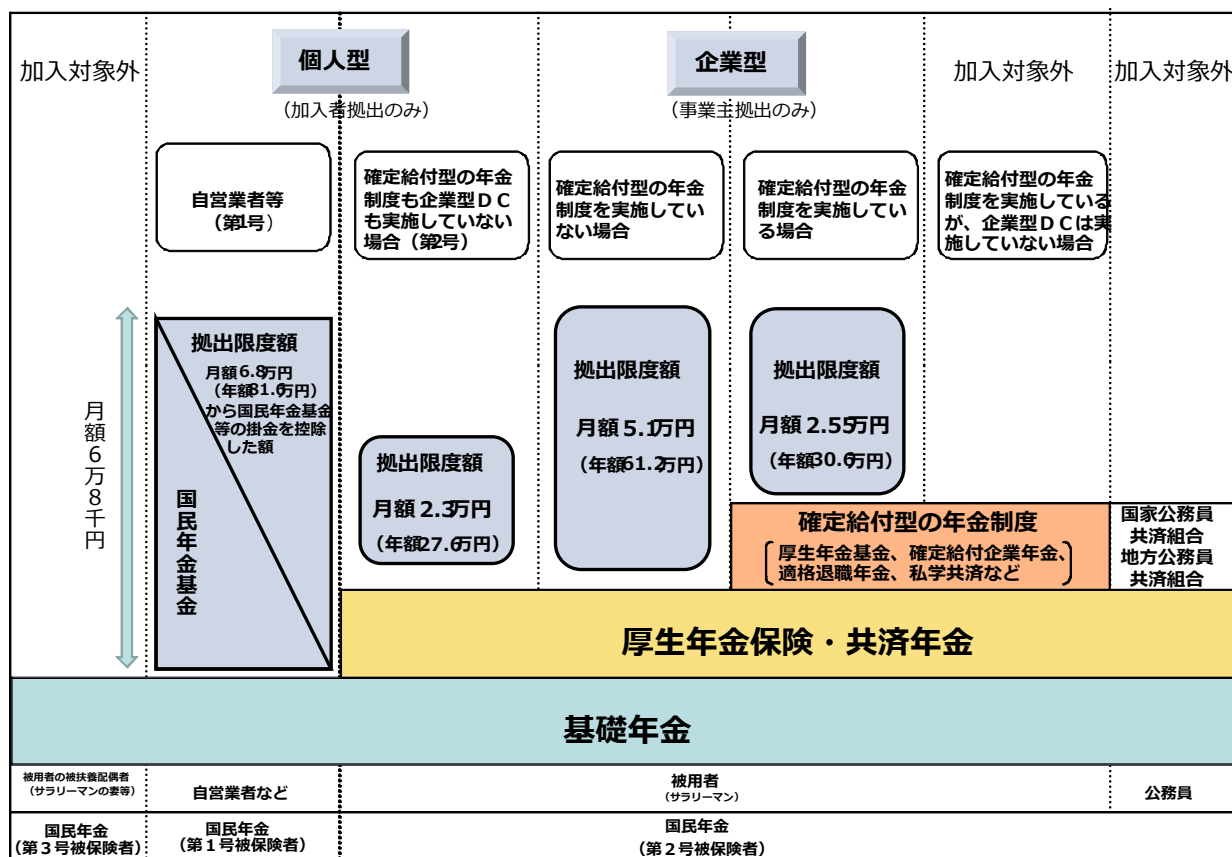 加入対象外
個人型
（加入者拠出のみ）
企業型
（事業主拠出のみ）
加入対象外
加入対象外
自営業者等
（第1号）
確定給付型の年金
制度も企業型ＤＣ
も実施していない
場合（第2号）
確定給付型の年金
制度を実施してい
ない場合
確定給付型の年金
制度を実施してい
る場合
確定給付型の年金
制度を実施している
が、企業型ＤＣは実
施していない場合
月額６万８千円
拠出限度額
月額6.8万円
（年額81.6万円）
から国民年金基金
等の掛金を控除
した額
国民年金基金
拠出限度額
月額 2.3万円
（年額27.6万円）
拠出限度額
月額 5.1万円
（年額61.2万円）
拠出限度額
月額 2.55万円
（年額30.6万円）
確定給付型の年金制度
厚生年金基金、確定給付企業年金、
適格退職年金、私学共済など
国家公務員
共済組合
地方公務員
共済組合
厚生年金保険・共済年金
基礎年金
被用者の被扶養配偶者
（サラリーマンの妻等）
自営業者など
被用者
（サラリーマン）
公務員
国民年金
（第３号被保険者）
国民年金
（第１号被保険者）
国民年金
（第２号被保険者）